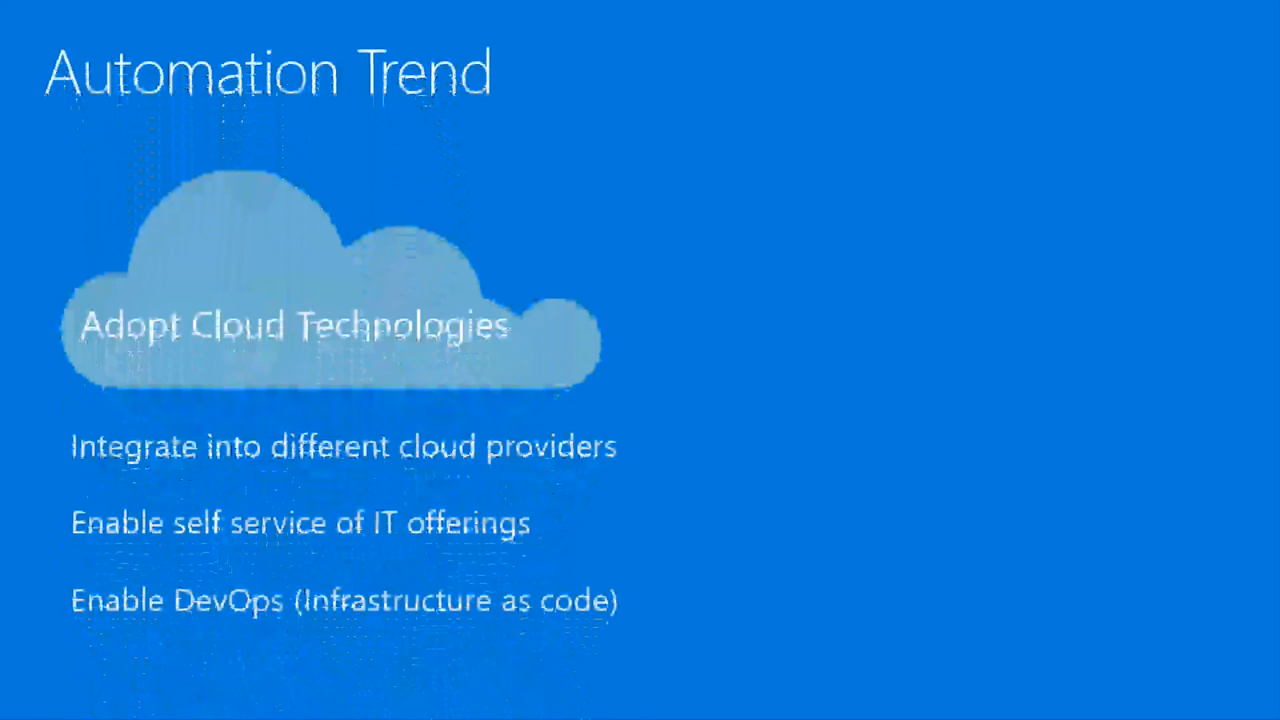 Automation Trend
Adopt Cloud Technologies
Integrate into different cloud providers
Enable self service of IT offerings
Enable DevOps (Infrastructure as code)